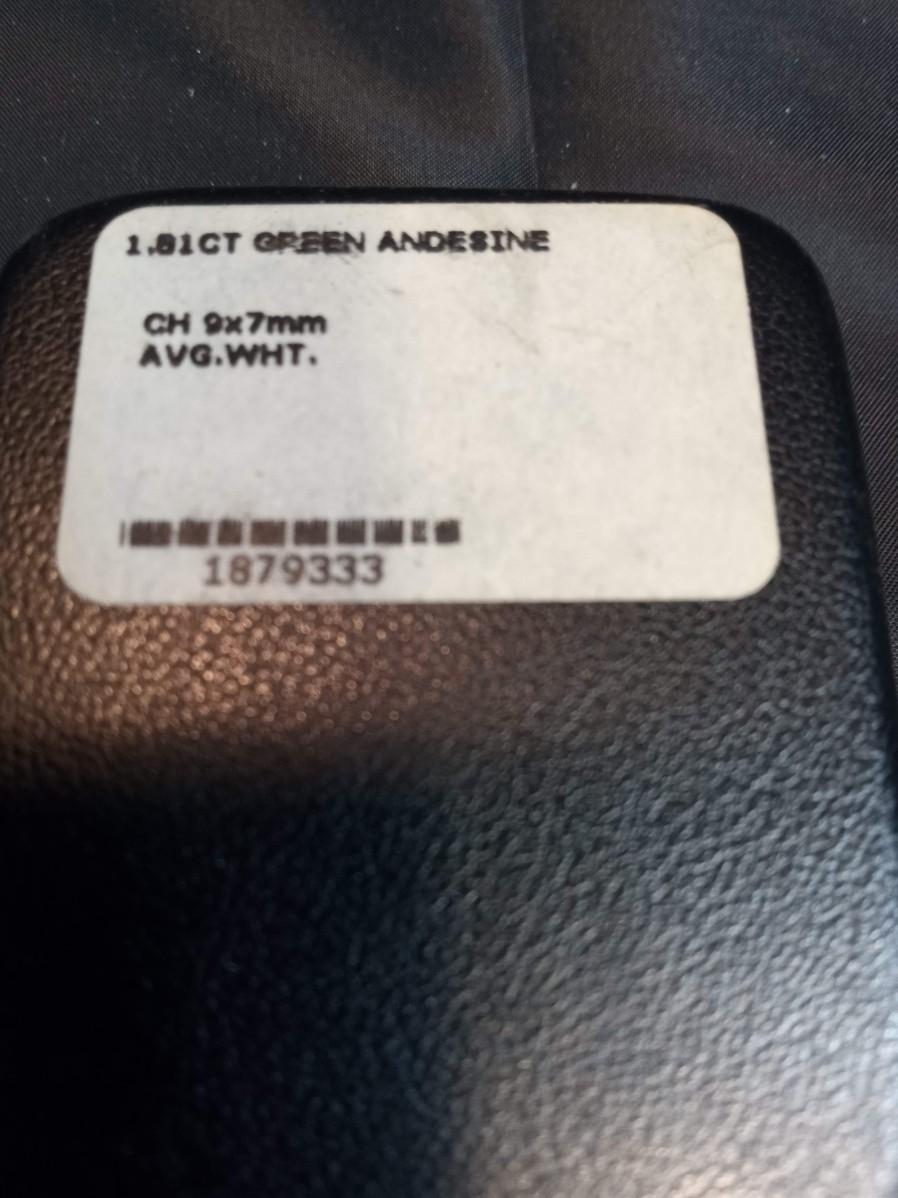 1.81CT GREEN ANDESINE
CH 9x7mm
AVG.WHT.
1879333